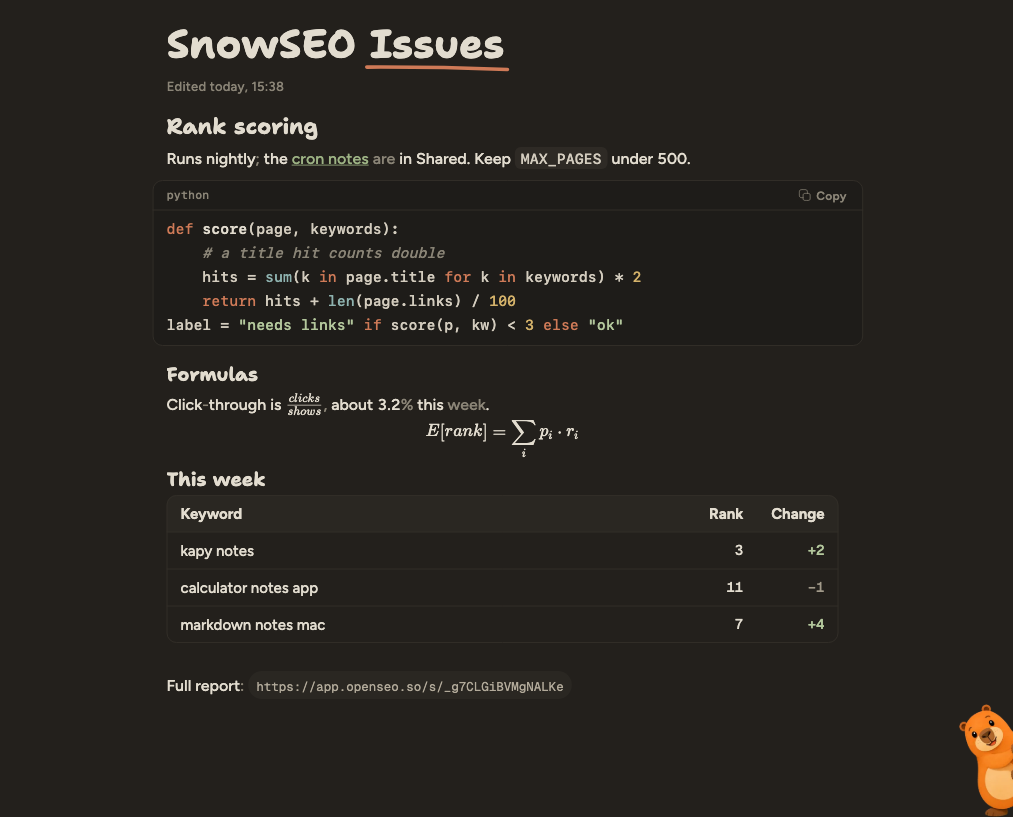 SnowSEO Issues
Edited today, 15:38
Rank scoring
Runs nightly; the cron notes are in Shared. Keep MAX_PAGES under 500.
python Copy
def score(page, keywords):
    # a title hit counts double
    hits = sum(k in page.title for k in keywords) * 2
    return hits + len(page.links) / 100
label = "needs links" if score(p, kw) < 3 else "ok"
Formulas
Click-through is clicks/shows, about 3.2% this week.
E[rank] = ∑_i p_i · r_i
This week
Keyword Rank Change
kapy notes 3 +2
calculator notes app 11 −1
markdown notes mac 7 +4
Full report: https://app.openseo.so/s/_g7CLGiBVMgNALKe